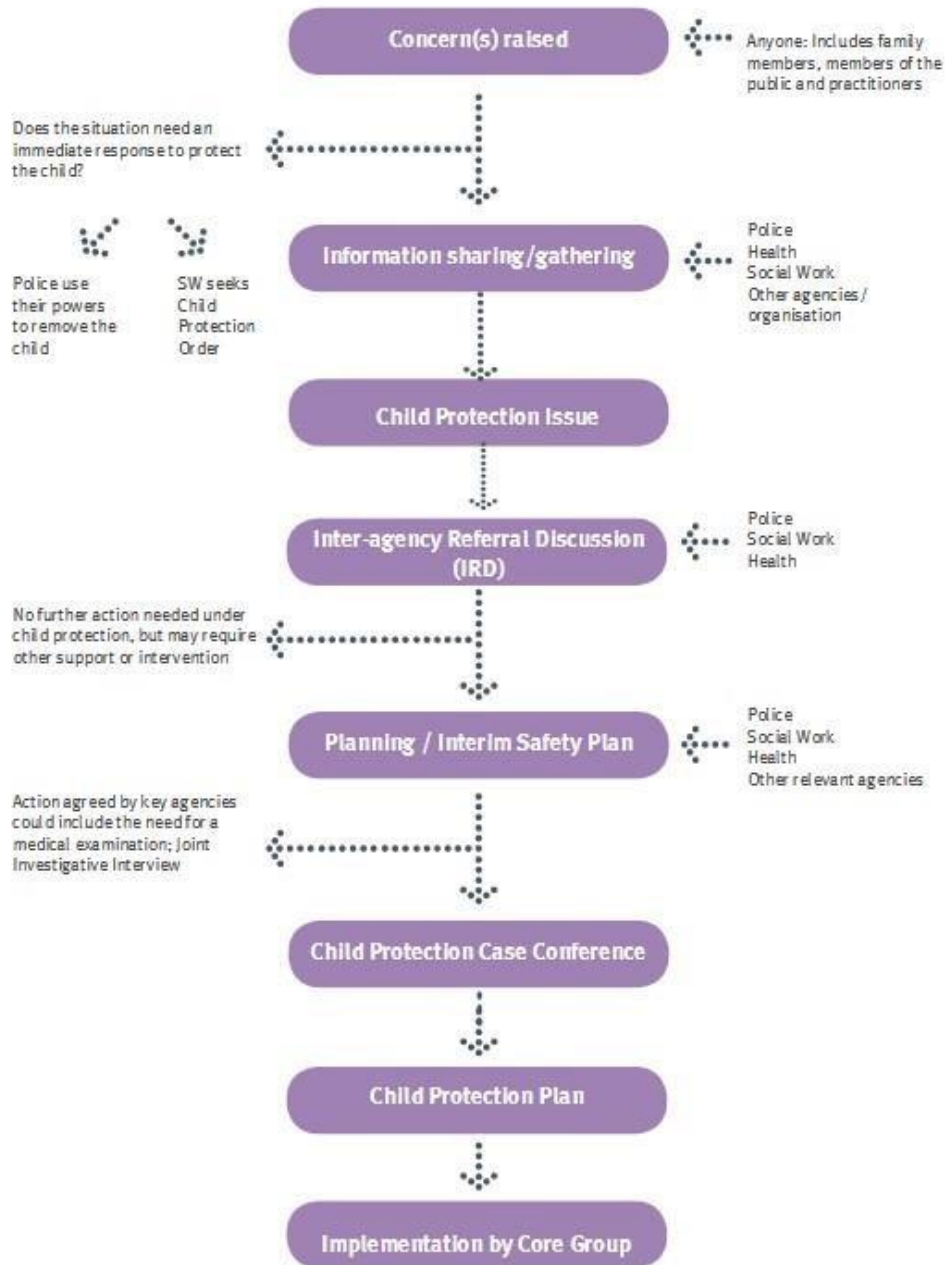 Concern(s) raised
Anyone: Includes family
members, members of the
public and practitioners
Does the situation need an
immediate response to protect
the child?
Police use
their powers
to remove the
child
SW seeks
Child
Protection
Order
Information sharing/gathering
Police
Health
Social Work
Other agencies/
organisation
Child Protection Issue
Inter-agency Referral Discussion
(IRD)
Police
Social Work
Health
No further action needed under
child protection, but may require
other support or intervention
Planning / Interim Safety Plan
Police
Social Work
Health
Other relevant agencies
Action agreed by key agencies
could include the need for a
medical examination; Joint
Investigative Interview
Child Protection Case Conference
Child Protection Plan
Implementation by Core Group